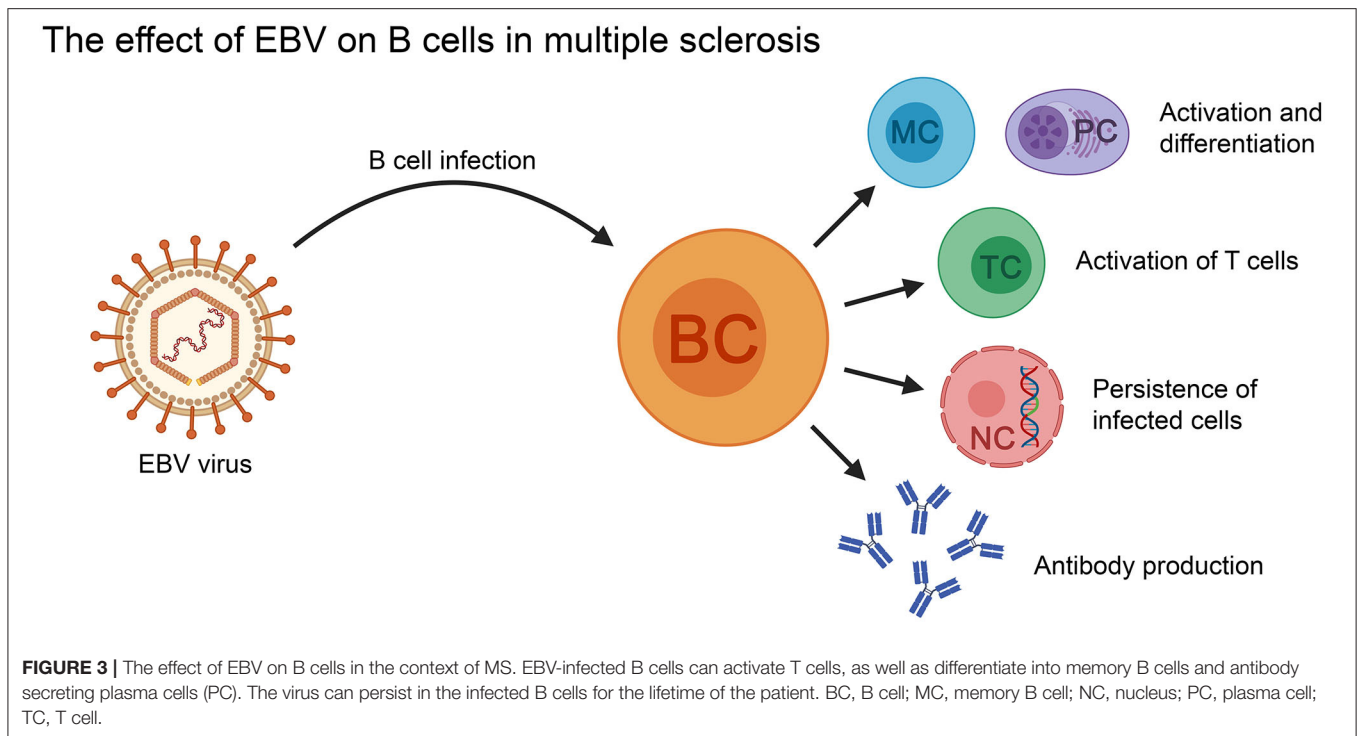 The effect of EBV on B cells in multiple sclerosis
B cell infection
EBV virus
BC
MC
PC
Activation and
differentiation
TC
Activation of T cells
NC
Persistence of
infected cells
Antibody production
FIGURE 3 | The effect of EBV on B cells in the context of MS. EBV-infected B cells can activate T cells, as well as differentiate into memory B cells and antibody
secreting plasma cells (PC). The virus can persist in the infected B cells for the lifetime of the patient. BC, B cell; MC, memory B cell; NC, nucleus; PC, plasma cell;
TC, T cell.